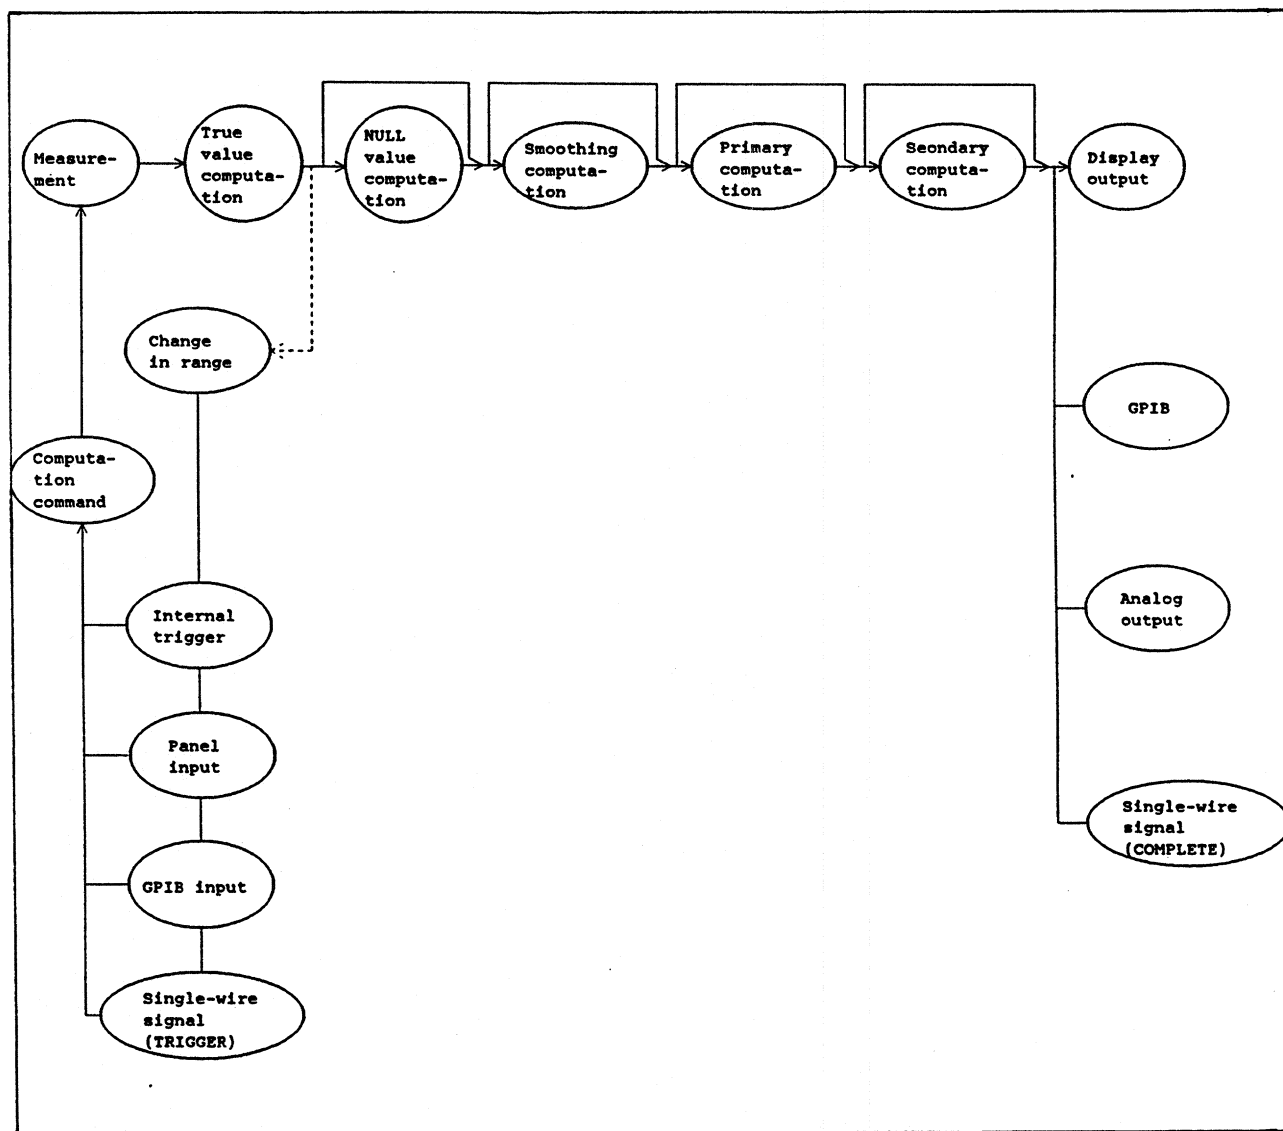 Measure-
ment
True
value
computa-
tion
NULL
value
computa-
tion
Smoothing
computa-
tion
Primary
computa-
tion
Seondary
computa-
tion
Display
output
Change
in range
GPIB
Computa-
tion
command
Internal
trigger
Analog
output
Panel
input
Single-wire
signal
(COMPLETE)
GPIB input
Single-wire
signal
(TRIGGER)